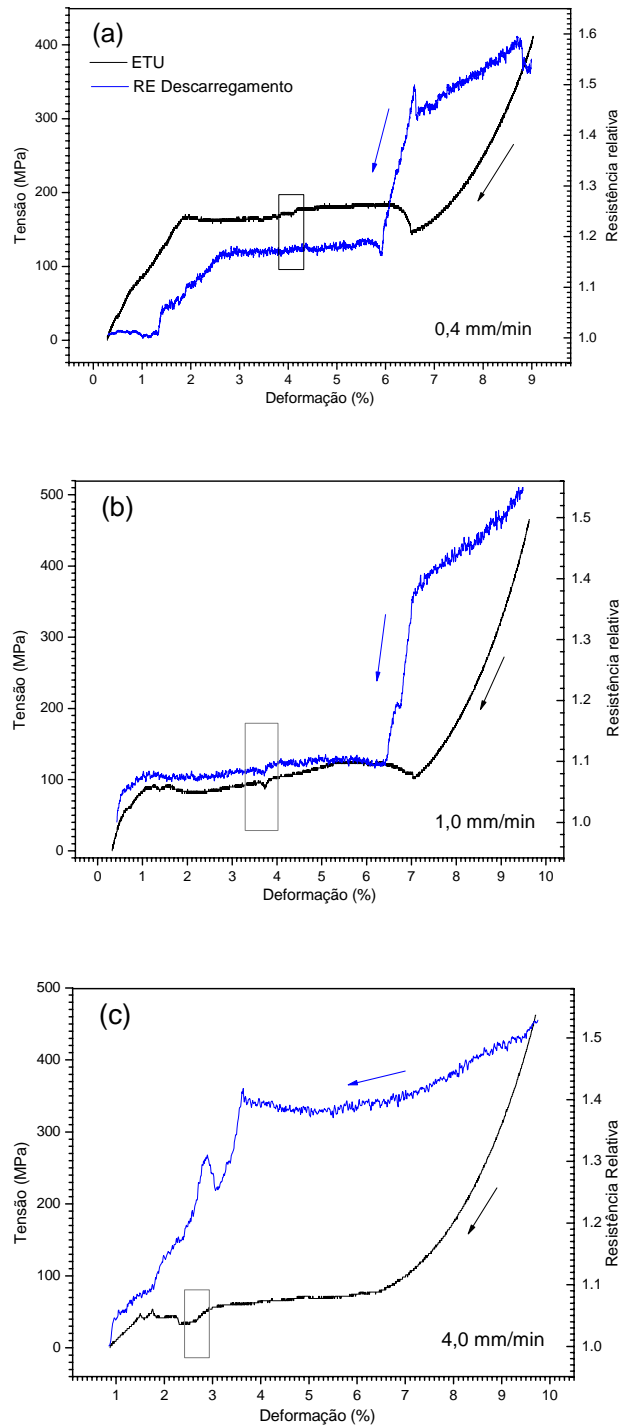 (a)
ETU
RE Descarregamento
400
300
200
100
0
Tensão (MPa)
1.6
1.5
1.4
1.3
1.2
1.1
1.0
Resistência relativa
0,4 mm/min
0 1 2 3 4 5 6 7 8 9
Deformação (%)
(b)
500
400
300
200
100
0
Tensão (MPa)
1.5
1.4
1.3
1.2
1.1
1.0
Resistência relativa
1,0 mm/min
0 1 2 3 4 5 6 7 8 9 10
Deformação (%)
(c)
500
400
350
300
200
100
50
0
Tensão (MPa)
1.5
1.4
1.3
1.2
1.1
1.0
Resistência Relativa
4,0 mm/min
1 2 3 4 5 6 7 8 9 10
Deformação (%)